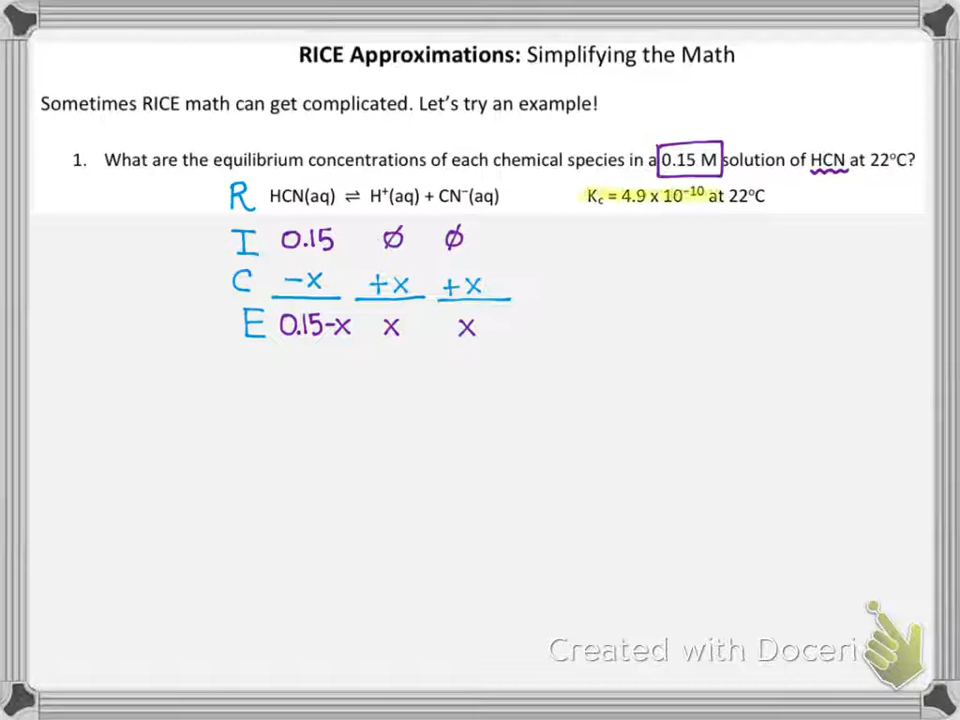 RICE Approximations: Simplifying the Math
Sometimes RICE math can get complicated. Let's try an example!
1. What are the equilibrium concentrations of each chemical species in a 0.15 M solution of HCN at 22°C?
R HCN(aq) ⇌ H⁺(aq) + CN⁻(aq) K꜀ = 4.9 x 10⁻¹⁰ at 22°C
I 0.15 ∅ ∅
C -x +x +x
E 0.15-x x x
Created with Doceri